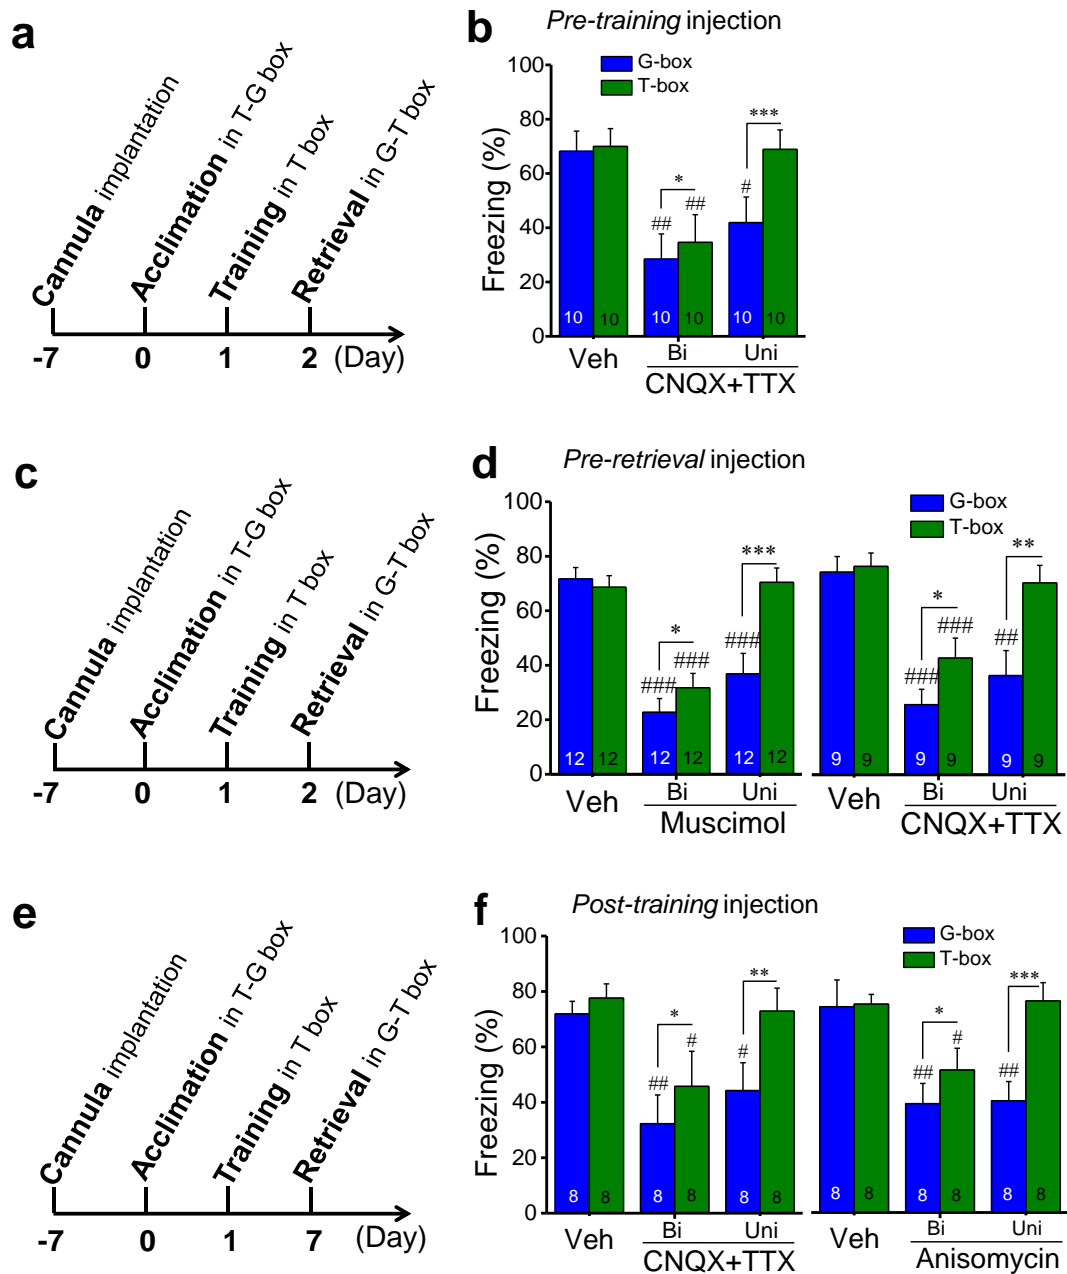 a
Cannula implantation
Acclimation in T-G box
Training in T box
Retrieval in G-T box
-7 0 1 2 (Day)
b
Pre-training injection
G-box
T-box
Freezing (%)
100
80
60
40
20
0
***
*
##
##
#
10 10 10 10 10 10
Veh Bi Uni
CNQX+TTX
c
Cannula implantation
Acclimation in T-G box
Training in T box
Retrieval in G-T box
-7 0 1 2 (Day)
d
Pre-retrieval injection
G-box
T-box
Freezing (%)
100
80
60
40
20
0
***
*
###
###
###
**
*
###
###
##
12 12 12 12 12 12
9 9 9 9 9 9
Veh Bi Uni
Muscimol
Veh Bi Uni
CNQX+TTX
e
Cannula implantation
Acclimation in T-G box
Training in T box
Retrieval in G-T box
-7 0 1 7 (Day)
f
Post-training injection
G-box
T-box
Freezing (%)
100
80
60
40
20
0
**
*
##
#
#
***
*
##
#
##
8 8 8 8 8 8
8 8 8 8 8 8
Veh Bi Uni
CNQX+TTX
Veh Bi Uni
Anisomycin